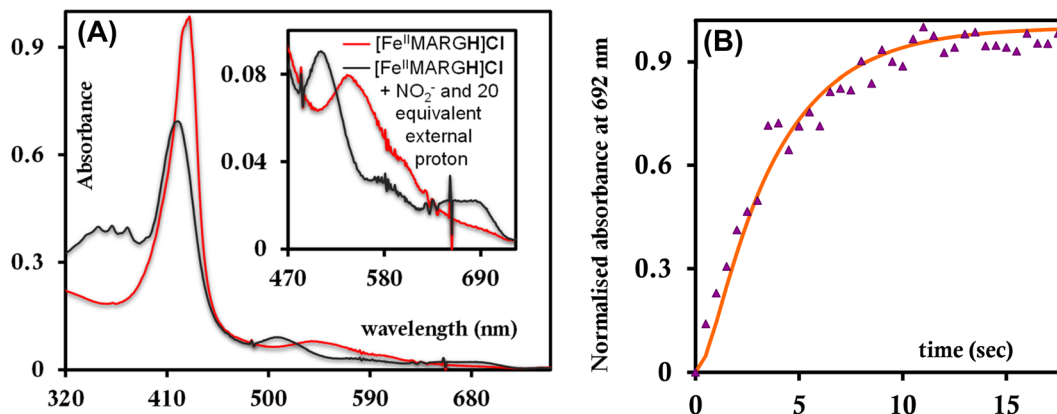 (A)
Absorbance
0.9
0.6
0.3
0
320
410
500
590
680
wavelength (nm)
0.08
0.04
0
470
580
690
[FeIIMARGH]Cl
[FeIIMARGH]Cl
+ NO2- and 20
equivalent
external
proton
(B)
Normalised absorbance at 692 nm
0.9
0.6
0.3
0
0
5
10
15
time (sec)